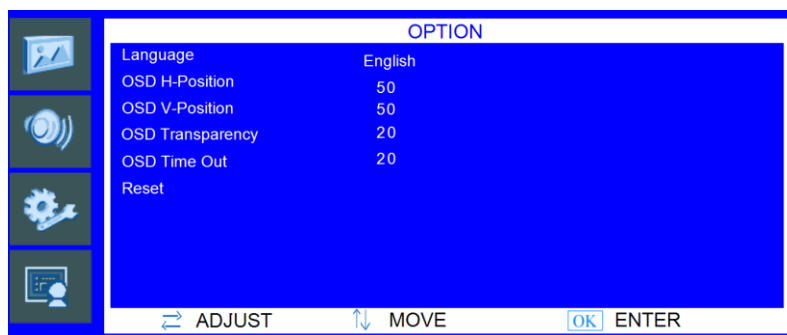 OPTION
Language English
OSD H-Position 50
OSD V-Position 50
OSD Transparency 20
OSD Time Out 20
Reset
ADJUST MOVE OK ENTER